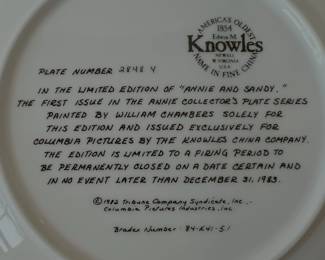 AMERICA'S OLDEST
1854
Edwin M.
Knowles
NEWELL
W. VIRGINIA
U.S.A.
NAME IN FINE CHINA
PLATE NUMBER 2848 Y
IN THE LIMITED EDITION OF "ANNIE AND SANDY,"
THE FIRST ISSUE IN THE ANNIE COLLECTOR'S PLATE SERIES
PAINTED BY WILLIAM CHAMBERS SOLELY FOR
THIS EDITION AND ISSUED EXCLUSIVELY FOR
COLUMBIA PICTURES BY THE KNOWLES CHINA COMPANY.
THE EDITION IS LIMITED TO A FIRING PERIOD TO
BE PERMANENTLY CLOSED ON A DATE CERTAIN AND
IN NO EVENT LATER THAN DECEMBER 31, 1983.
©1982 Tribune Company Syndicate, Inc.
Columbia Pictures Industries, Inc.
Bradex Number: 84-K41-5.1